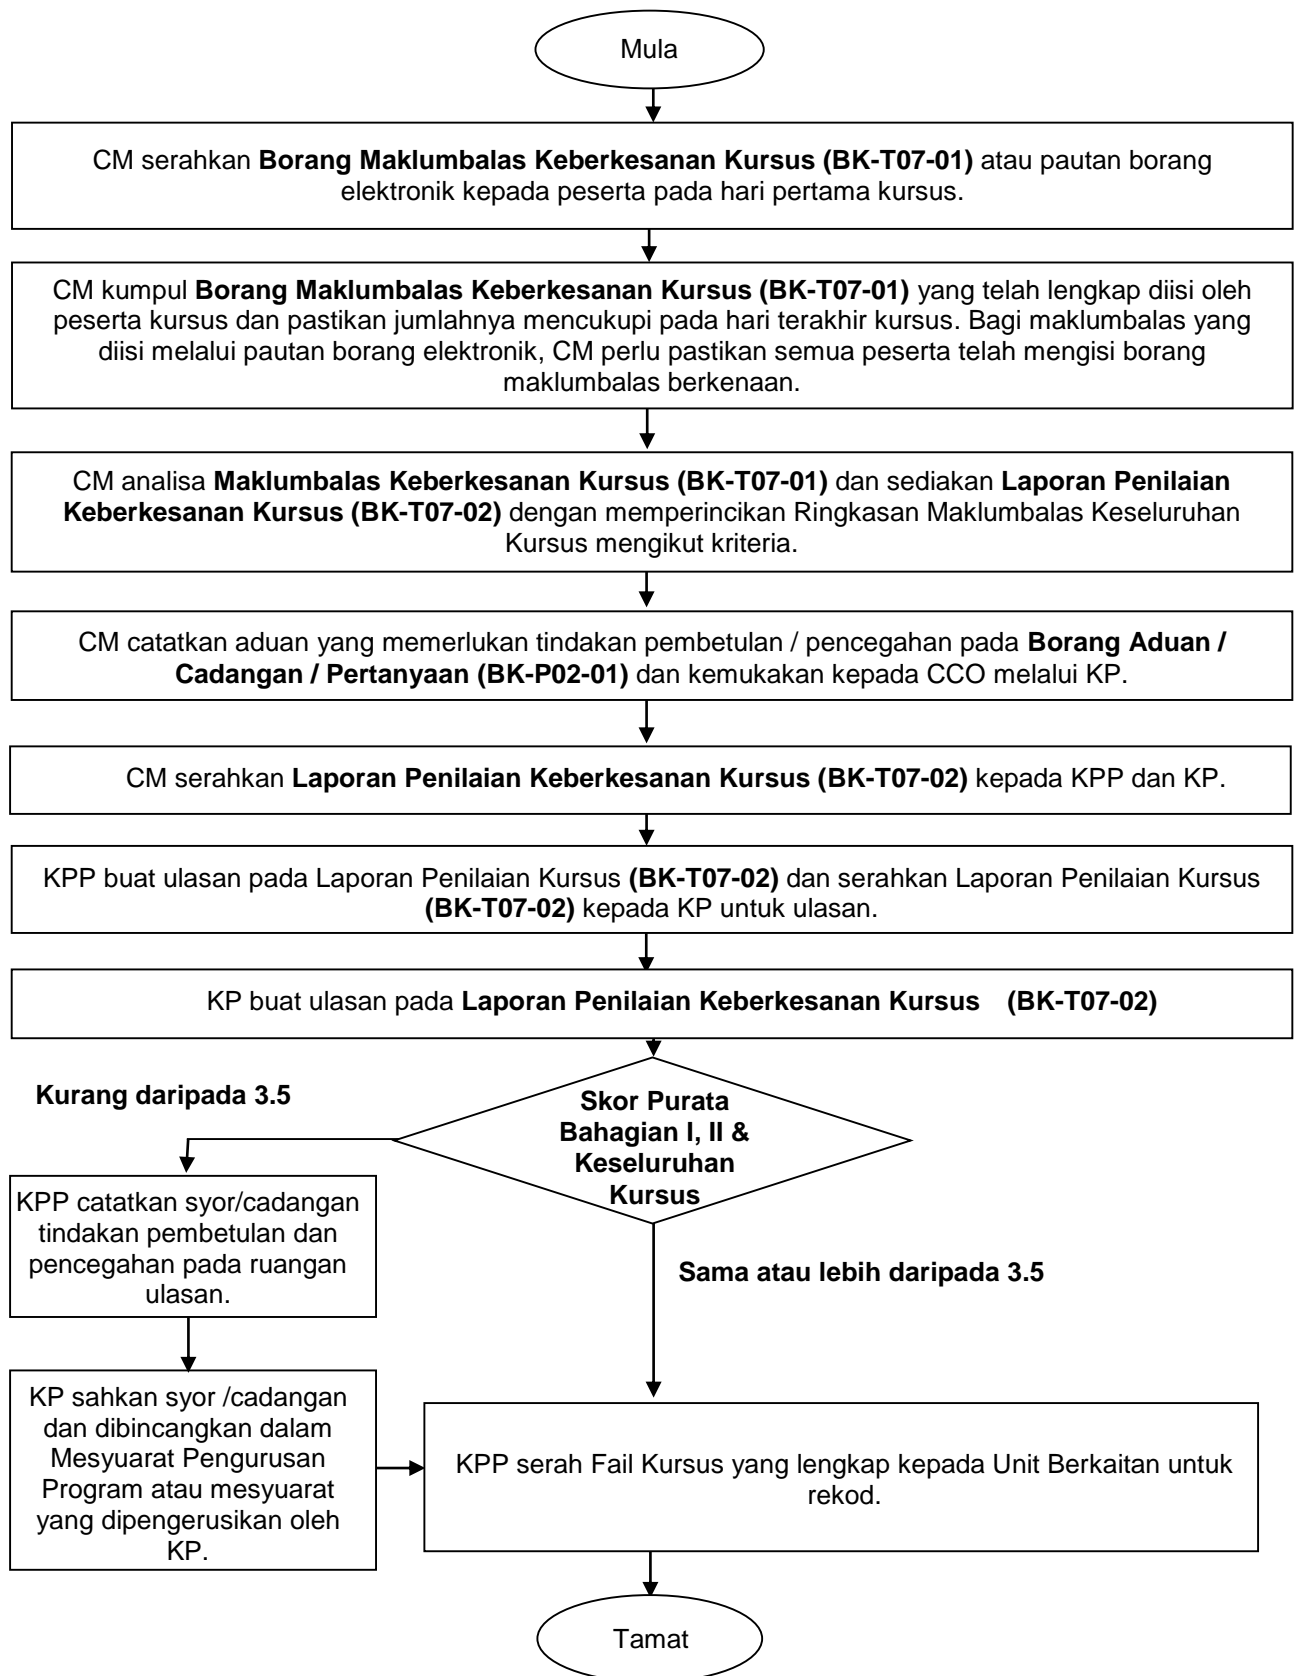 Mula
CM serahkan Borang Maklumbalas Keberkesanan Kursus (BK-T07-01) atau pautan borang
elektronik kepada peserta pada hari pertama kursus.
CM kumpul Borang Maklumbalas Keberkesanan Kursus (BK-T07-01) yang telah lengkap diisi oleh
peserta kursus dan pastikan jumlahnya mencukupi pada hari terakhir kursus. Bagi maklumbalas yang
diisi melalui pautan borang elektronik, CM perlu pastikan semua peserta telah mengisi borang
maklumbalas berkenaan.
CM analisa Maklumbalas Keberkesanan Kursus (BK-T07-01) dan sediakan Laporan Penilaian
Keberkesanan Kursus (BK-T07-02) dengan memperincikan Ringkasan Maklumbalas Keseluruhan
Kursus mengikut kriteria.
CM catatkan aduan yang memerlukan tindakan pembetulan / pencegahan pada Borang Aduan /
Cadangan / Pertanyaan (BK-P02-01) dan kemukakan kepada CCO melalui KP.
CM serahkan Laporan Penilaian Keberkesanan Kursus (BK-T07-02) kepada KPP dan KP.
KPP buat ulasan pada Laporan Penilaian Kursus (BK-T07-02) dan serahkan Laporan Penilaian Kursus
(BK-T07-02) kepada KP untuk ulasan.
KP buat ulasan pada Laporan Penilaian Keberkesanan Kursus (BK-T07-02)
Kurang daripada 3.5
Skor Purata
Bahagian I, II &
Keseluruhan
Kursus
KPP catatkan syor/cadangan
tindakan pembetulan dan
pencegahan pada ruangan
ulasan.
Sama atau lebih daripada 3.5
KP sahkan syor /cadangan
dan dibincangkan dalam
Mesyuarat Pengurusan
Program atau mesyuarat
yang dipengerusikan oleh
KP.
KPP serah Fail Kursus yang lengkap kepada Unit Berkaitan untuk
rekod.
Tamat